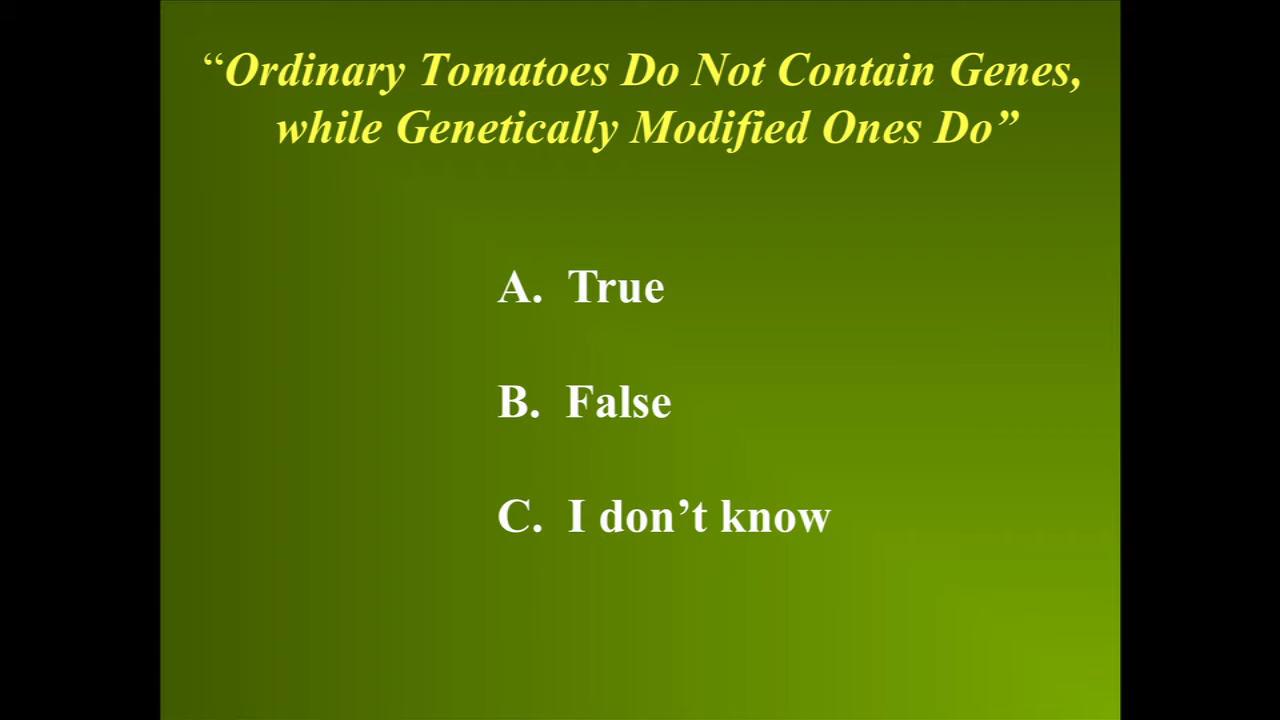 “Ordinary Tomatoes Do Not Contain Genes,
while Genetically Modified Ones Do”
A. True
B. False
C. I don’t know